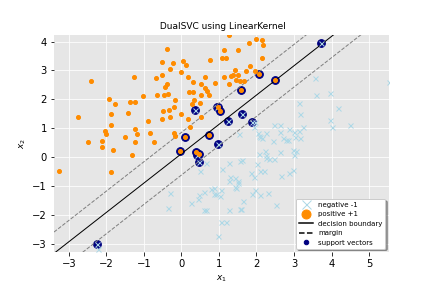 DualSVC using LinearKernel
4
3
2
1
0
−1
−2
−3
x₂
−3
−2
−1
0
1
2
3
4
5
x₁
negative -1
positive +1
decision boundary
margin
support vectors